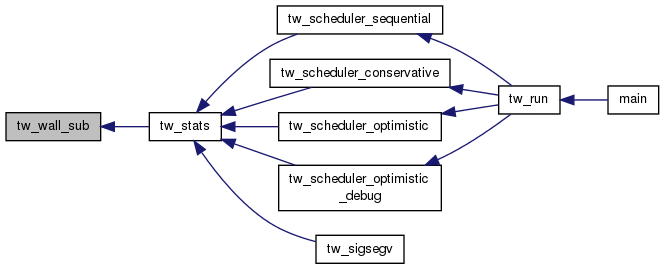 tw_scheduler_sequential
tw_scheduler_conservative
tw_run
main
tw_wall_sub
tw_stats
tw_scheduler_optimistic
tw_scheduler_optimistic
_debug
tw_sigsegv